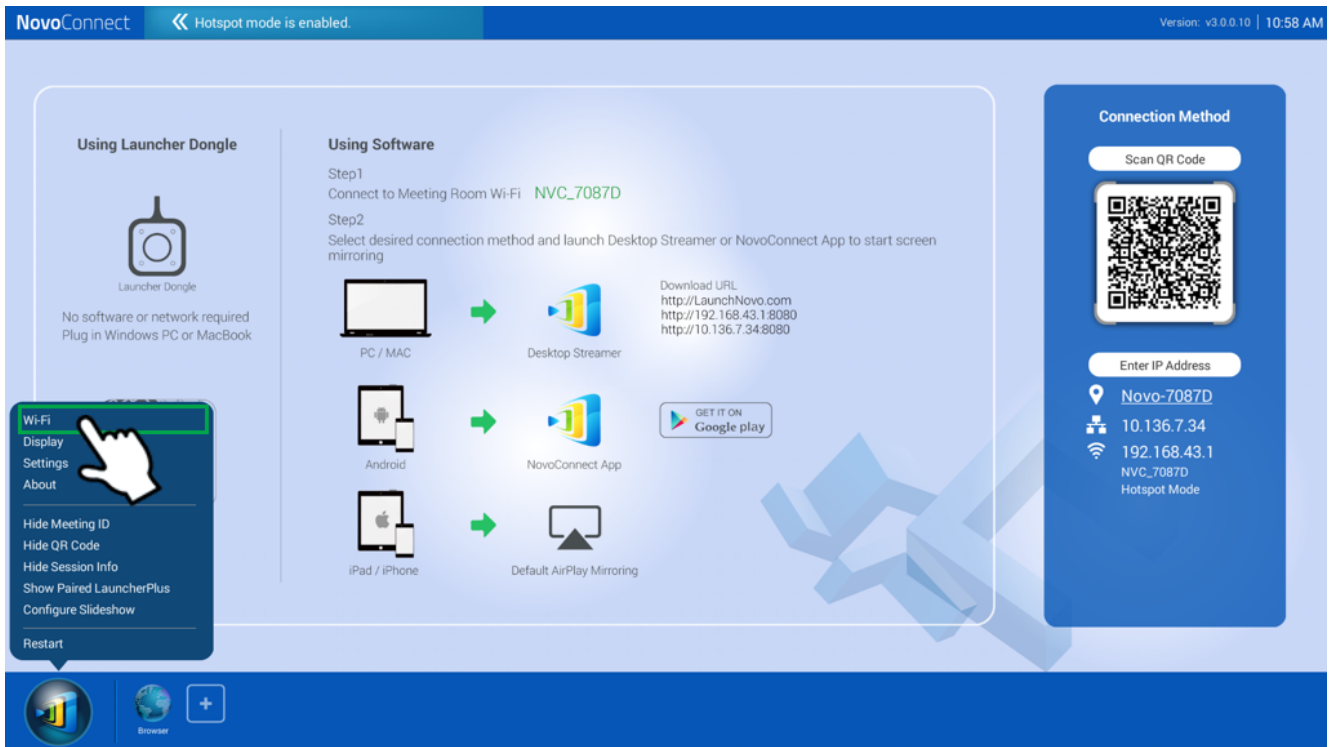 NovoConnect
Hotspot mode is enabled.
Version: v3.0.0.10 | 10:58 AM
Using Launcher Dongle
Launcher Dongle
No software or network required
Plug in Windows PC or MacBook
Using Software
Step1
Connect to Meeting Room Wi-Fi NVC_7087D
Step2
Select desired connection method and launch Desktop Streamer or NovoConnect App to start screen
mirroring
PC / MAC
Desktop Streamer
Download URL
http://LaunchNovo.com
http://192.168.43.1:8080
http://10.136.7.34:8080
Android
NovoConnect App
GET IT ON
Google play
iPad / iPhone
Default AirPlay Mirroring
Connection Method
Scan QR Code
Enter IP Address
Novo-7087D
10.136.7.34
192.168.43.1
NVC_7087D
Hotspot Mode
Wi-Fi
Display
Settings
About
Hide Meeting ID
Hide QR Code
Hide Session Info
Show Paired LauncherPlus
Configure Slideshow
Restart
Browser